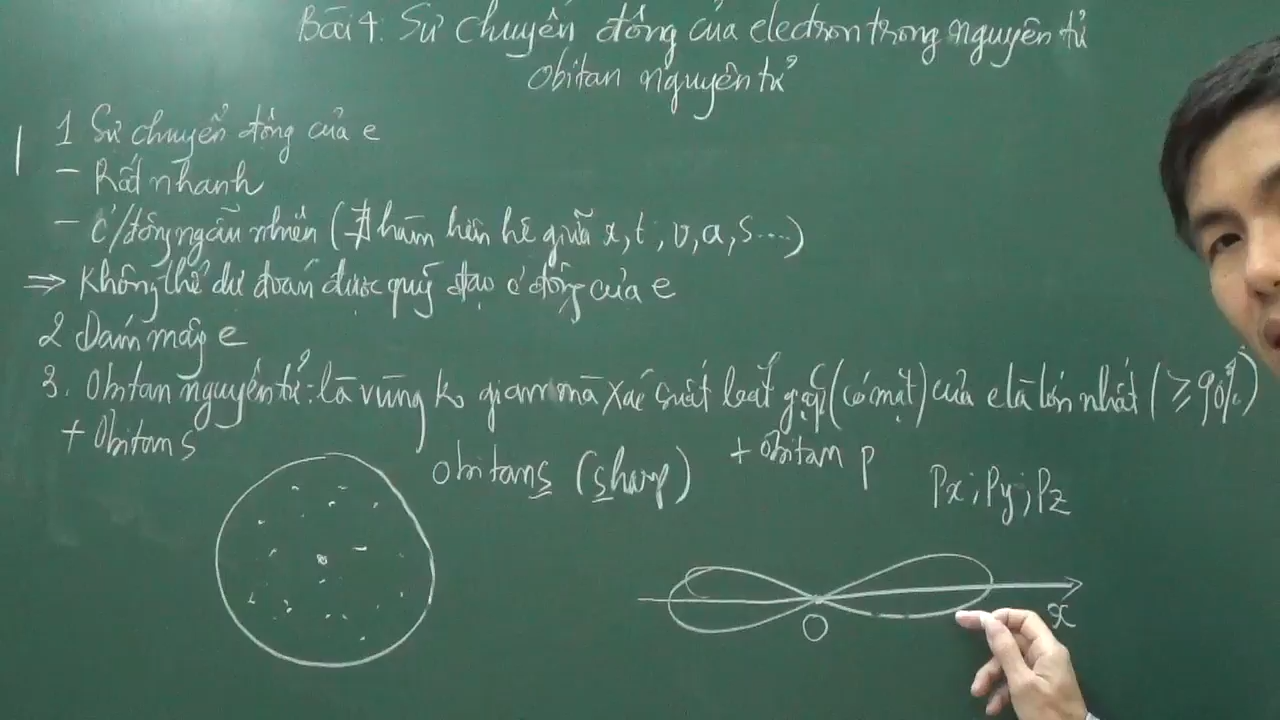 Bài 4: Sự chuyển động của electron trong nguyên tử
Obitan nguyên tử
1 Sự chuyển động của e
- Rất nhanh
- C/động ngẫu nhiên (∄ hàm liên hệ giữa x, t, v, a, s....)
=> Không thể dự đoán được quỹ đạo c động của e
2 Đám mây e
3. Obitan nguyên tử: là vùng k gian mà xác suất bắt gặp (có mặt) của e là lớn nhất (≥ 90%)
+ Obitan s
obitan s (sharp)
+ obitan p
Px; Py; Pz
O
x